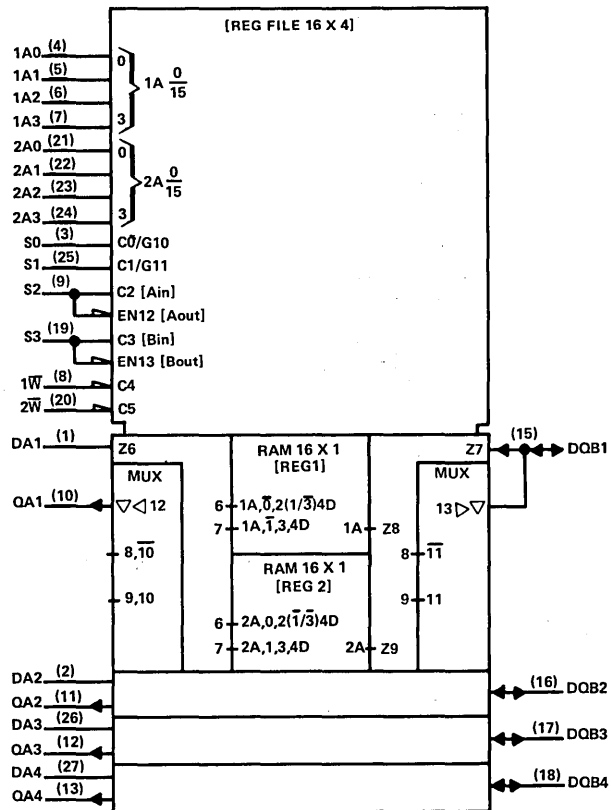 [REG FILE 16 X 4]
1A0 (4) 0
1A1 (5) 1A 0/15
1A2 (6)
1A3 (7) 3
2A0 (21) 0
2A1 (22) 2A 0/15
2A2 (23)
2A3 (24) 3
S0 (3) C0̅/G10
S1 (25) C1/G11
S2 (9) C2 [Ain]
EN12 [Aout]
S3 (19) C3 [Bin]
EN13 [Bout]
1W̅ (8) C4
2W̅ (20) C5
DA1 (1) Z6 RAM 16 X 1 Z7 (15) DQB1
MUX [REG1] MUX
QA1 (10) ▽◁ 12 6 1A,0̅,2(1/3̅)4D 13 ▷▽
7 1A,1̅,3,4D 1A Z8
8,1̅0̅ RAM 16 X 1 8 1̅1̅
[REG 2]
9,10 6 2A,0,2(1̅/3̅)4D 9 11
7 2A,1,3,4D 2A Z9
DA2 (2)
QA2 (11) (16) DQB2
DA3 (26)
QA3 (12) (17) DQB3
DA4 (27)
QA4 (13) (18) DQB4